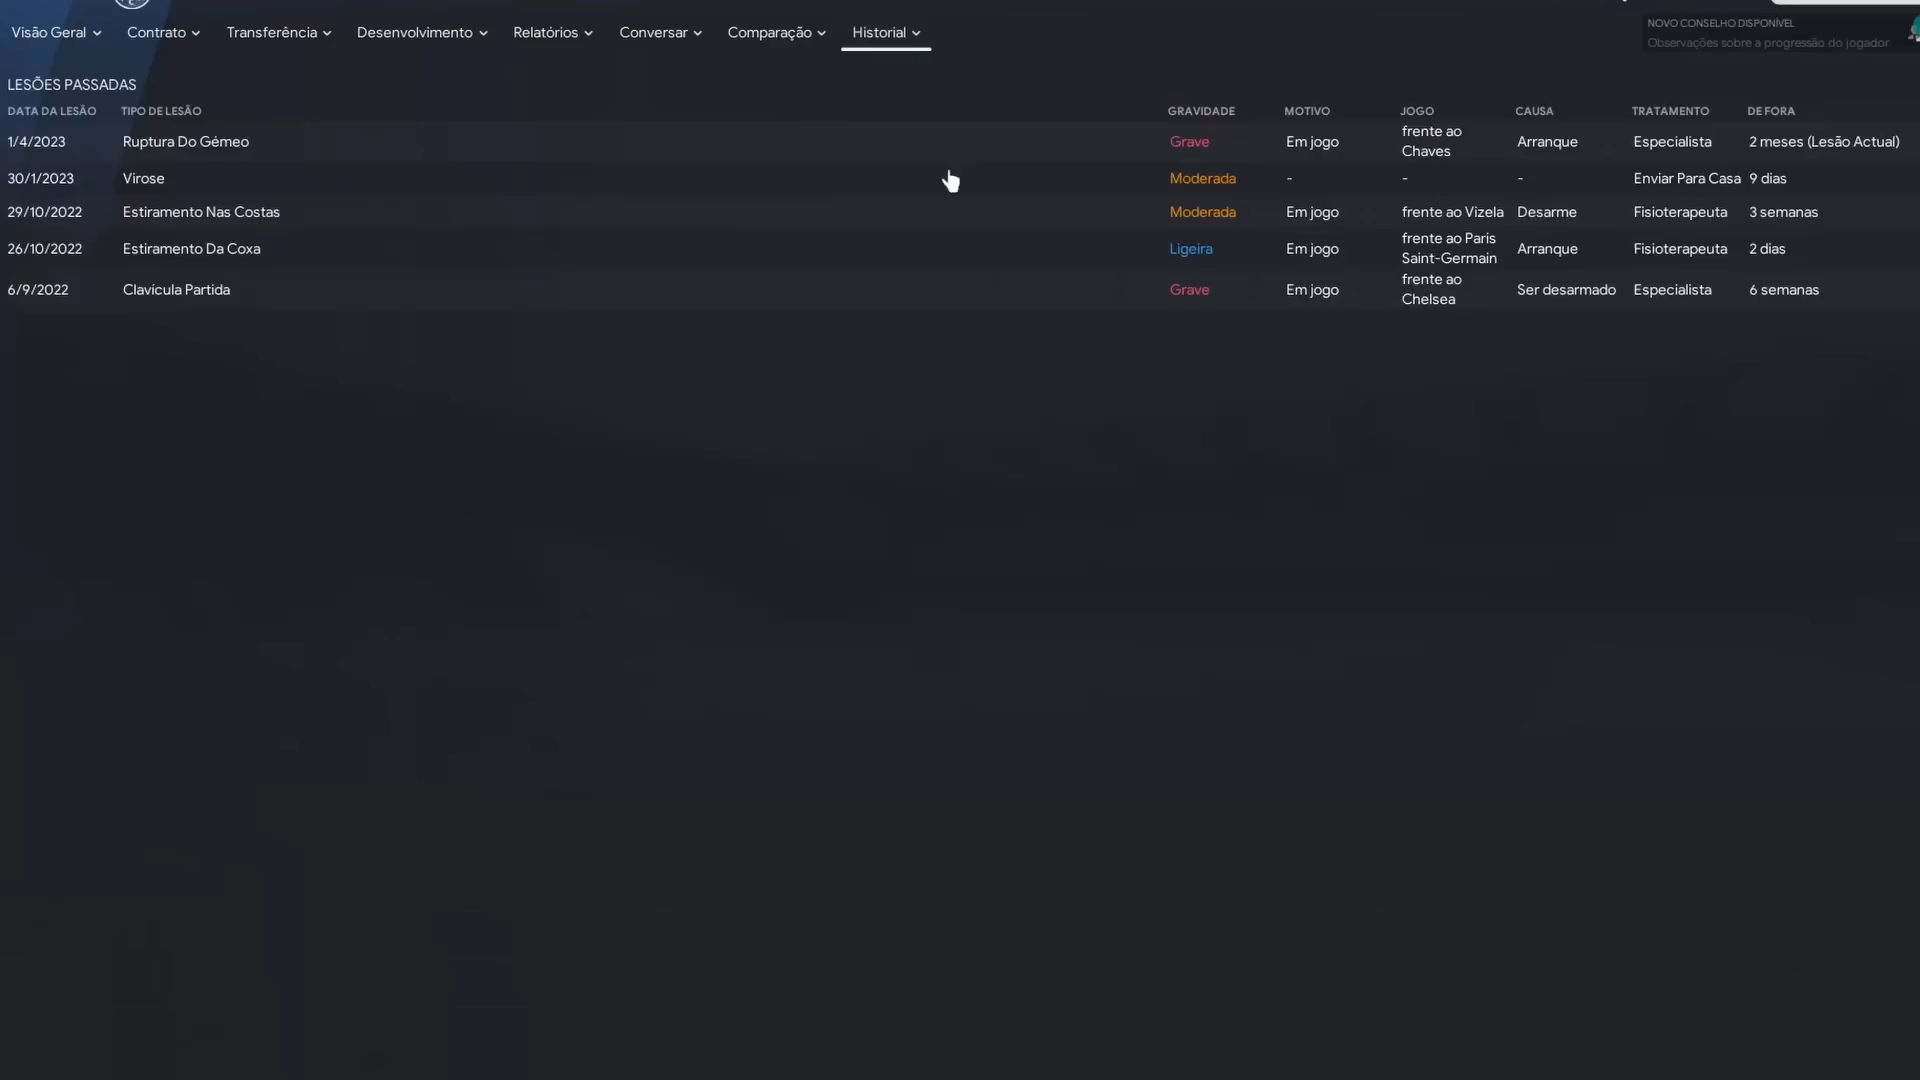 Visão Geral Contrato Transferência Desenvolvimento Relatórios Conversar Comparação Historial
NOVO CONSELHO DISPONÍVEL
Observações sobre a progressão do jogador
LESÕES PASSADAS
DATA DA LESÃO TIPO DE LESÃO GRAVIDADE MOTIVO JOGO CAUSA TRATAMENTO DE FORA
1/4/2023 Ruptura Do Gémeo Grave Em jogo frente ao Chaves Arranque Especialista 2 meses (Lesão Actual)
30/1/2023 Virose Moderada - - - Enviar Para Casa 9 dias
29/10/2022 Estiramento Nas Costas Moderada Em jogo frente ao Vizela Desarme Fisioterapeuta 3 semanas
26/10/2022 Estiramento Da Coxa Ligeira Em jogo frente ao Paris Saint-Germain Arranque Fisioterapeuta 2 dias
6/9/2022 Clavícula Partida Grave Em jogo frente ao Chelsea Ser desarmado Especialista 6 semanas